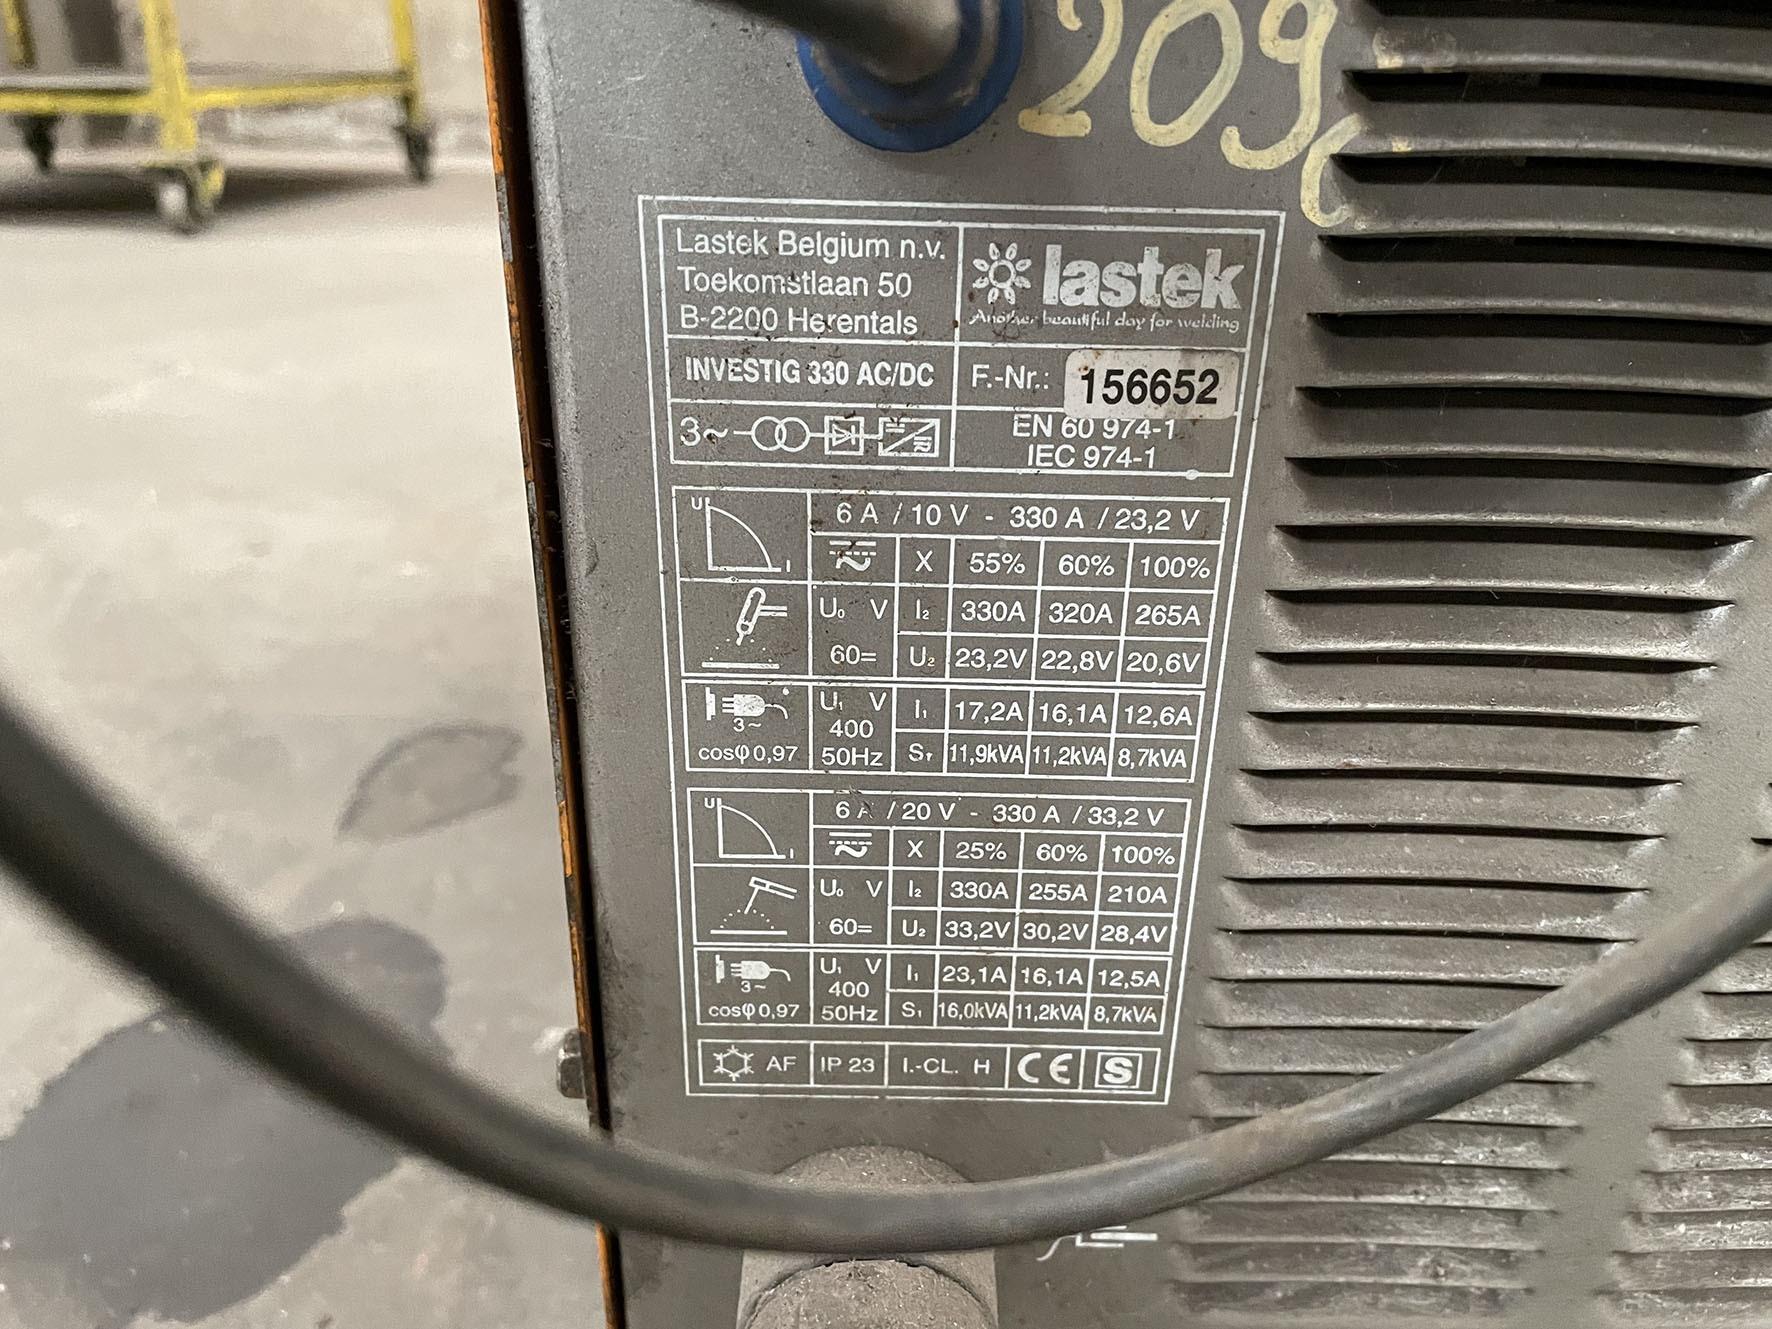 209
Lastek Belgium n.v.
Toekomstlaan 50
B-2200 Herentals
lastek
Another beautiful day for welding
INVESTIG 330 AC/DC
F.-Nr.: 156652
3~
EN 60 974-1
IEC 974-1
U
I
6 A / 10 V - 330 A / 23,2 V
X 55% 60% 100%
U₀ V
60=
I₂ 330A 320A 265A
U₂ 23,2V 22,8V 20,6V
3~
cosφ 0,97
U₁ V
400
50Hz
I₁ 17,2A 16,1A 12,6A
S₁ 11,9kVA 11,2kVA 8,7kVA
U
I
6 A / 20 V - 330 A / 33,2 V
X 25% 60% 100%
U₀ V
60=
I₂ 330A 255A 210A
U₂ 33,2V 30,2V 28,4V
3~
cosφ 0,97
U₁ V
400
50Hz
I₁ 23,1A 16,1A 12,5A
S₁ 16,0kVA 11,2kVA 8,7kVA
AF IP 23 I.-CL. H CE S